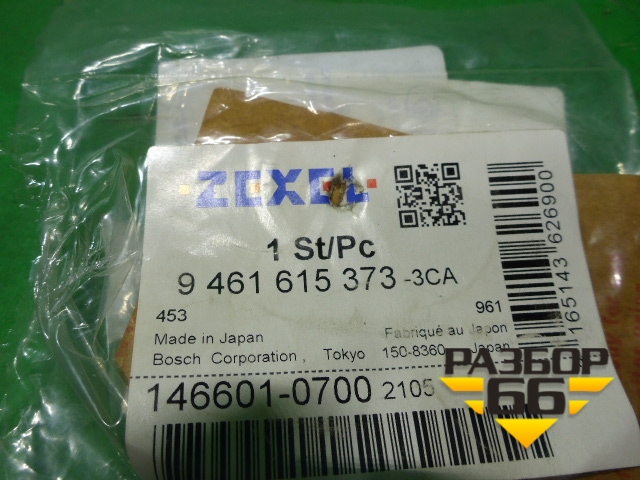 ZEXEL
1 St/Pc
9 461 615 373 -3CA
453 961
Made in Japan Fabriqué au Japon
Bosch Corporation , Tokyo 150-8360 Japan
146601-0700 2105
165143 626900
РАЗБОР
66